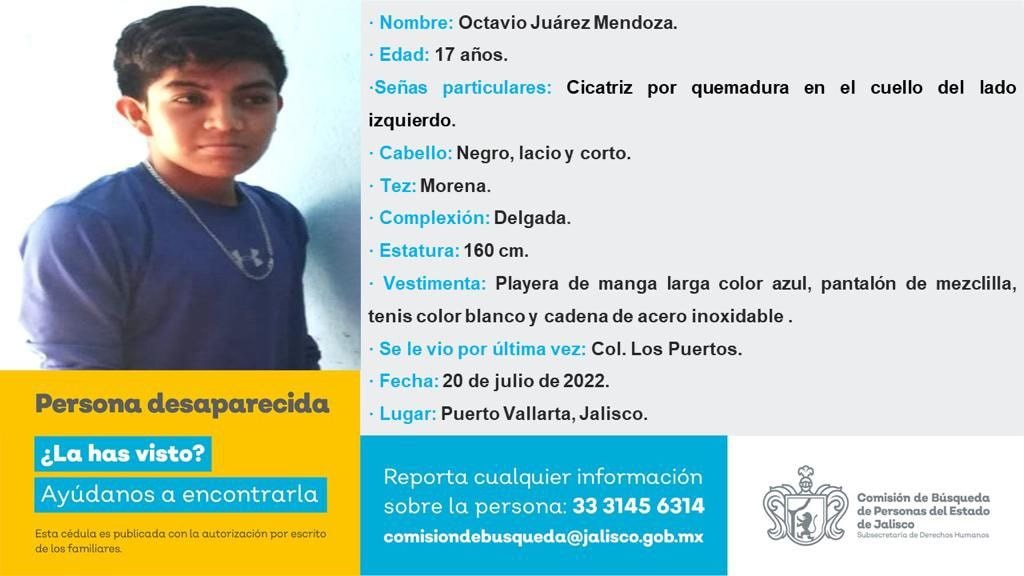 · Nombre: Octavio Juárez Mendoza.
· Edad: 17 años.
·Señas particulares: Cicatriz por quemadura en el cuello del lado
izquierdo.
· Cabello: Negro, lacio y corto.
· Tez: Morena.
· Complexión: Delgada.
· Estatura: 160 cm.
· Vestimenta: Playera de manga larga color azul, pantalón de mezclilla,
tenis color blanco y cadena de acero inoxidable .
· Se le vio por última vez: Col. Los Puertos.
· Fecha: 20 de julio de 2022.
· Lugar: Puerto Vallarta, Jalisco.
Persona desaparecida
¿La has visto?
Ayúdanos a encontrarla
Esta cédula es publicada con la autorización por escrito
de los familiares.
Reporta cualquier información
sobre la persona: 33 3145 6314
comisiondebusqueda@jalisco.gob.mx
Comisión de Búsqueda
de Personas del Estado
de Jalisco
Subsecretaría de Derechos Humanos